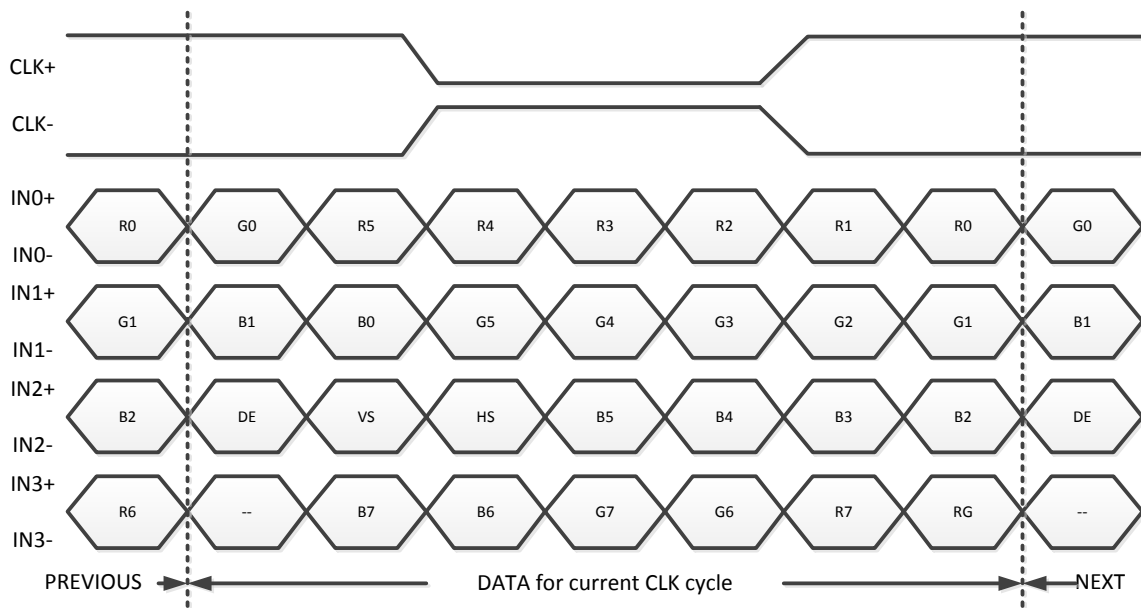 CLK+
CLK-
IN0+
R0 G0 R5 R4 R3 R2 R1 R0 G0
IN0-
IN1+
G1 B1 B0 G5 G4 G3 G2 G1 B1
IN1-
IN2+
B2 DE VS HS B5 B4 B3 B2 DE
IN2-
IN3+
R6 -- B7 B6 G7 G6 R7 RG --
IN3-
PREVIOUS DATA for current CLK cycle NEXT